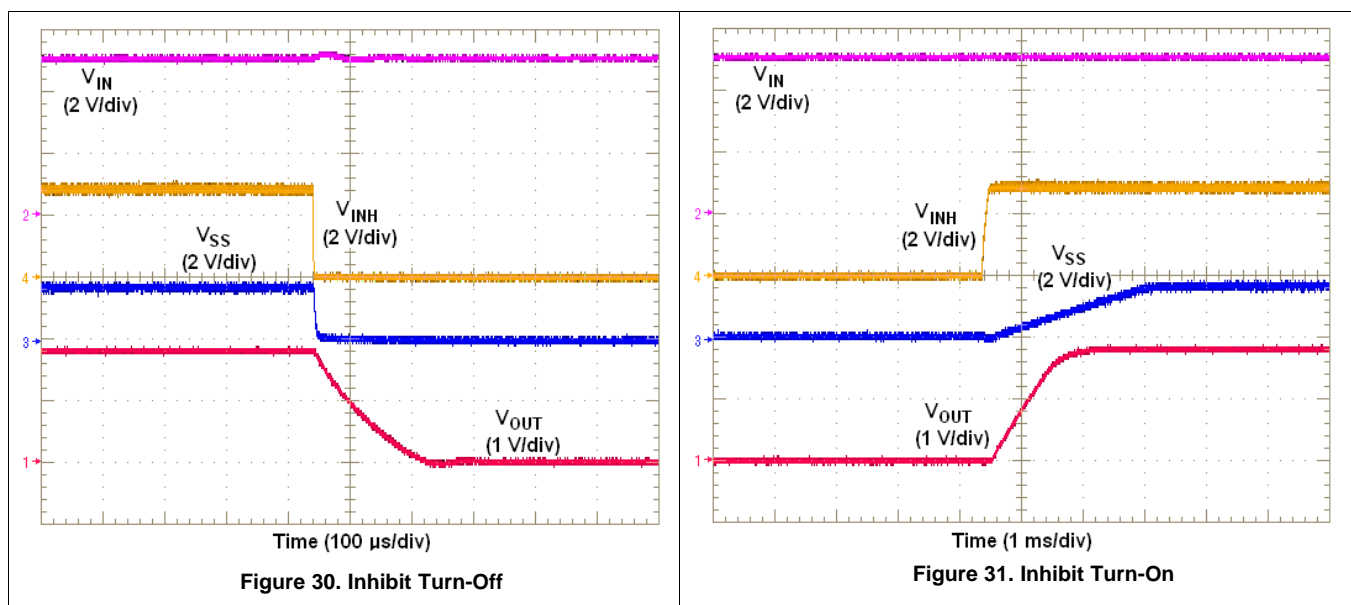 V_IN
(2 V/div)
V_INH
(2 V/div)
V_SS
(2 V/div)
V_OUT
(1 V/div)
2
4
3
1
Time (100 µs/div)
Figure 30. Inhibit Turn-Off
V_IN
(2 V/div)
V_INH
(2 V/div)
V_SS
(2 V/div)
V_OUT
(1 V/div)
2
4
3
1
Time (1 ms/div)
Figure 31. Inhibit Turn-On